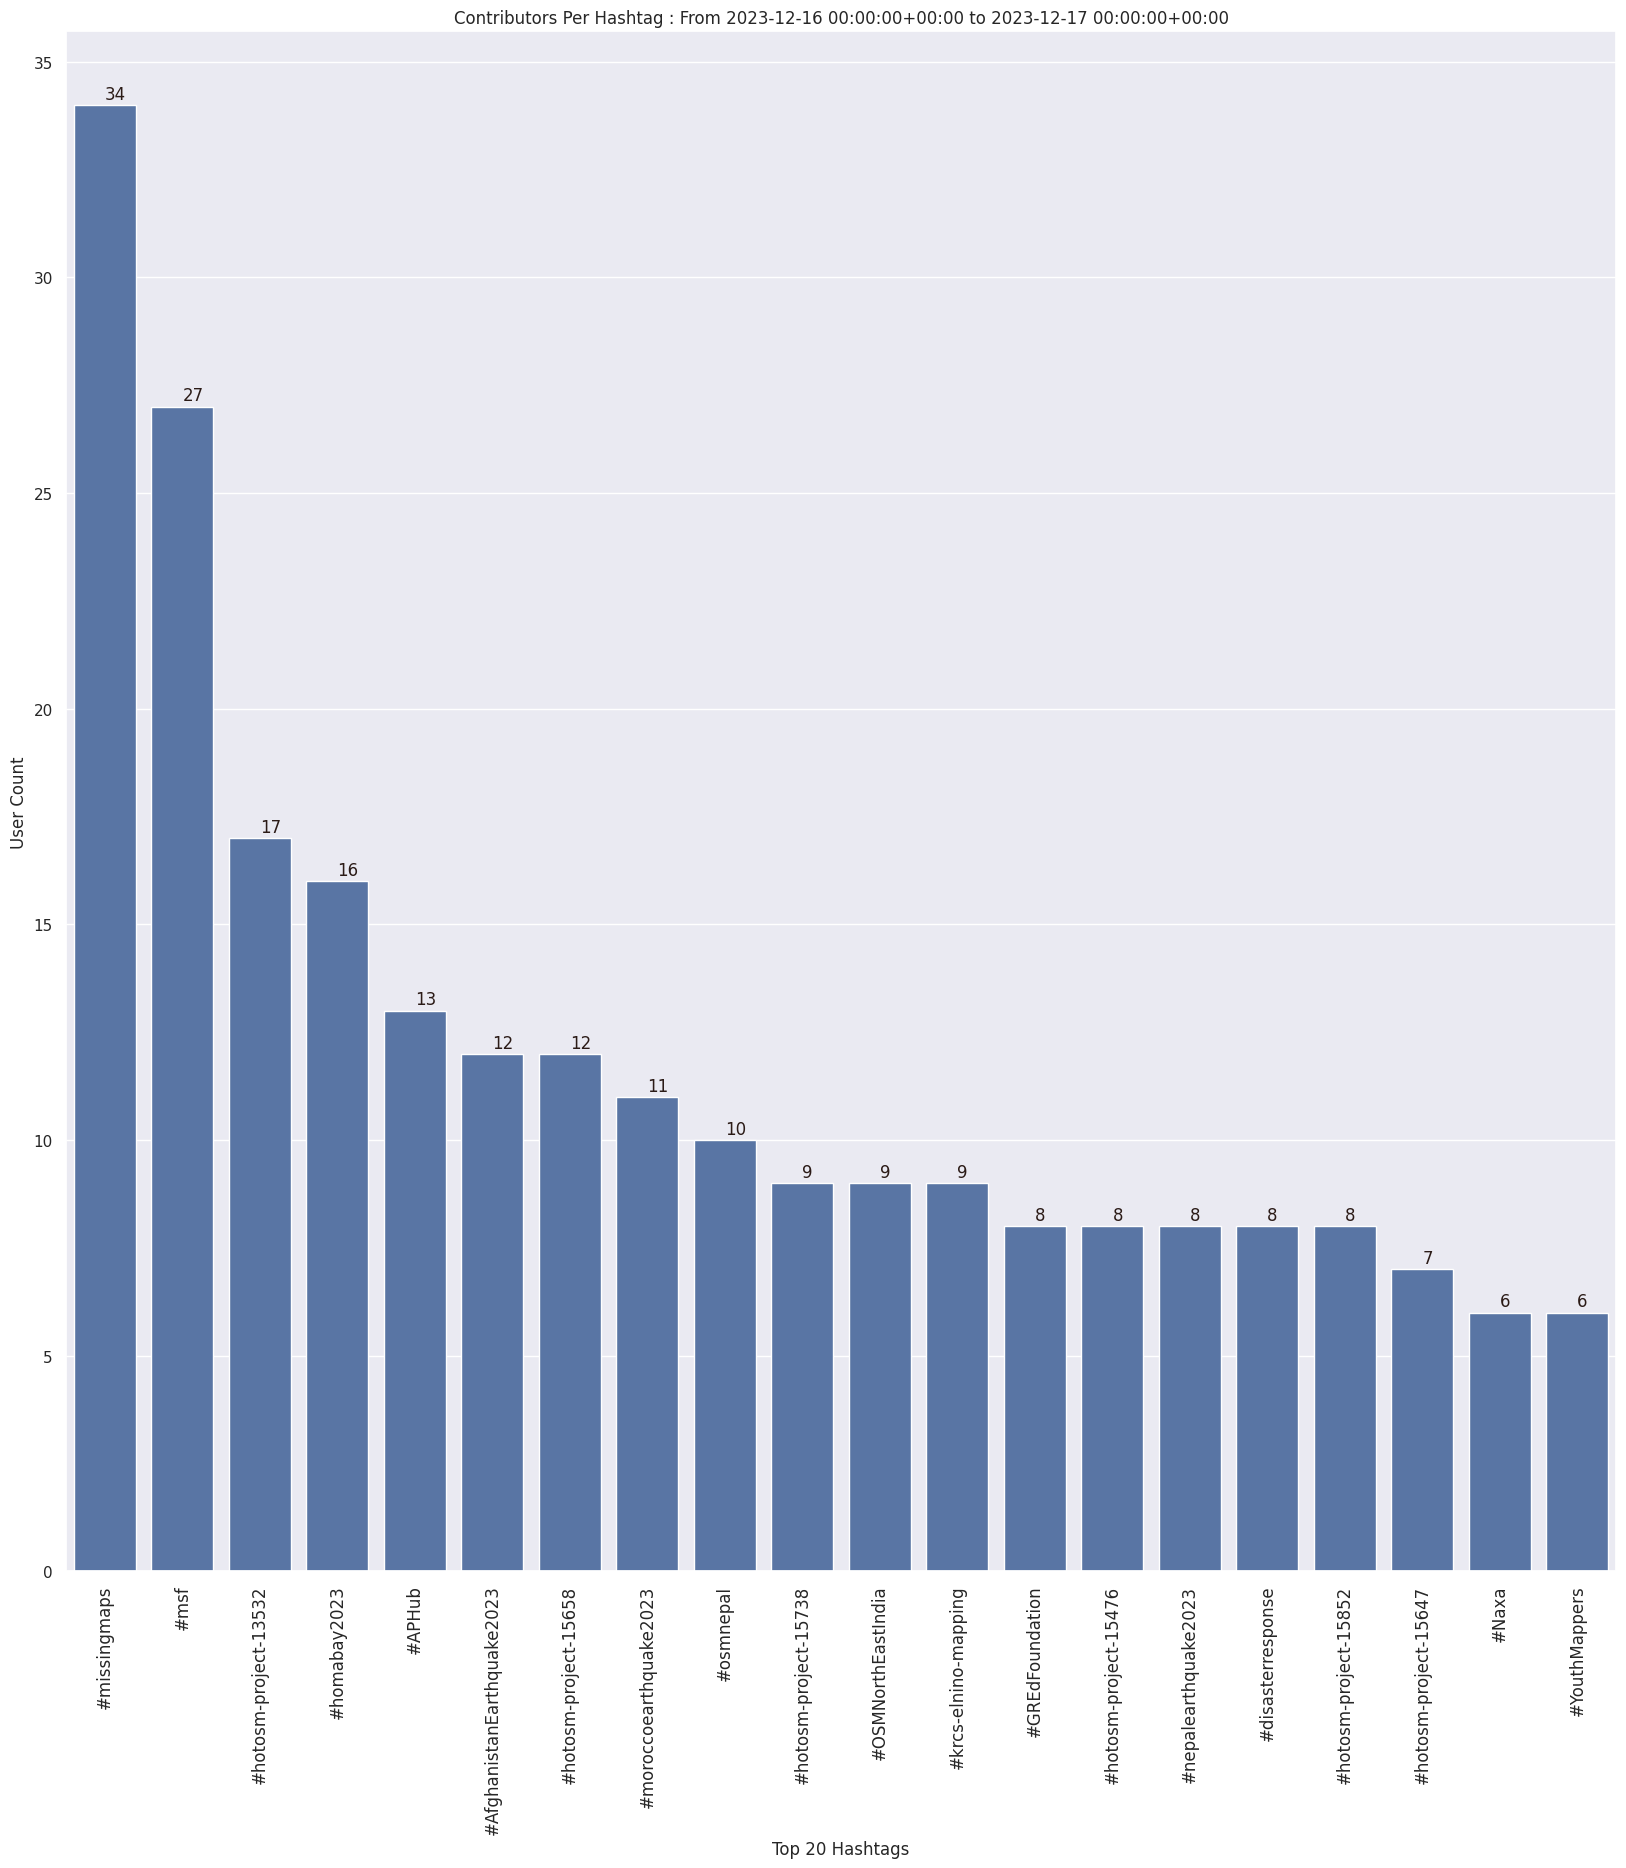 Contributors Per Hashtag : From 2023-12-16 00:00:00+00:00 to 2023-12-17 00:00:00+00:00
User Count
35
30
25
20
15
10
5
0
34
27
17
16
13
12
12
11
10
9
9
9
8
8
8
8
8
7
6
6
#missingmaps
#msf
#hotosm-project-13532
#homabay2023
#APHub
#AfghanistanEarthquake2023
#hotosm-project-15658
#moroccoearthquake2023
#osmnepal
#hotosm-project-15738
#OSMNorthEastIndia
#krcs-elnino-mapping
#GREdFoundation
#hotosm-project-15476
#nepalearthquake2023
#disasterresponse
#hotosm-project-15852
#hotosm-project-15647
#Naxa
#YouthMappers
Top 20 Hashtags